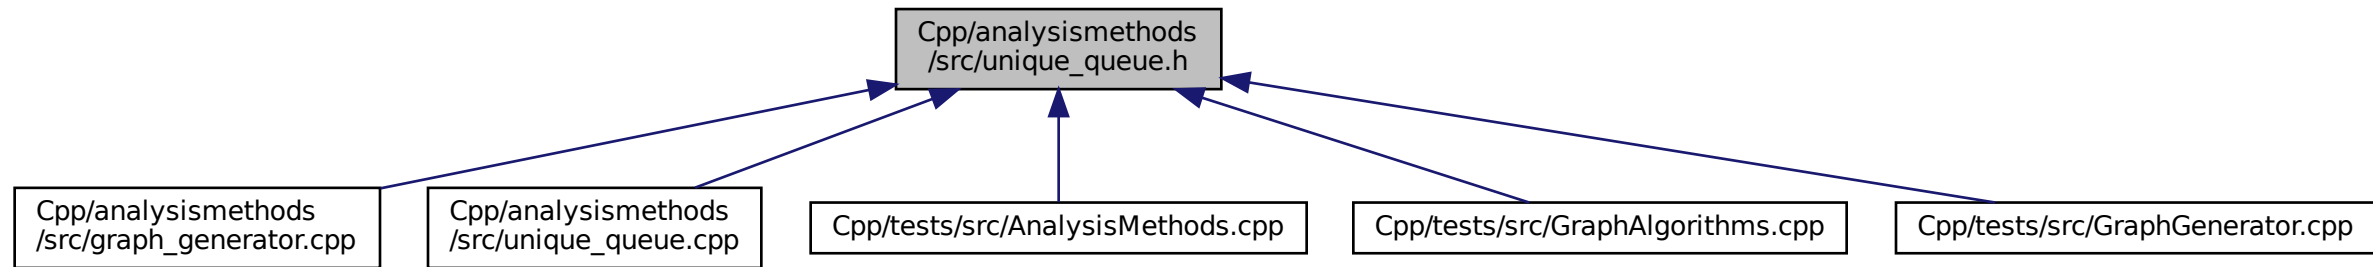 Cpp/analysismethods
/src/unique_queue.h
Cpp/analysismethods
/src/graph_generator.cpp
Cpp/analysismethods
/src/unique_queue.cpp
Cpp/tests/src/AnalysisMethods.cpp
Cpp/tests/src/GraphAlgorithms.cpp
Cpp/tests/src/GraphGenerator.cpp